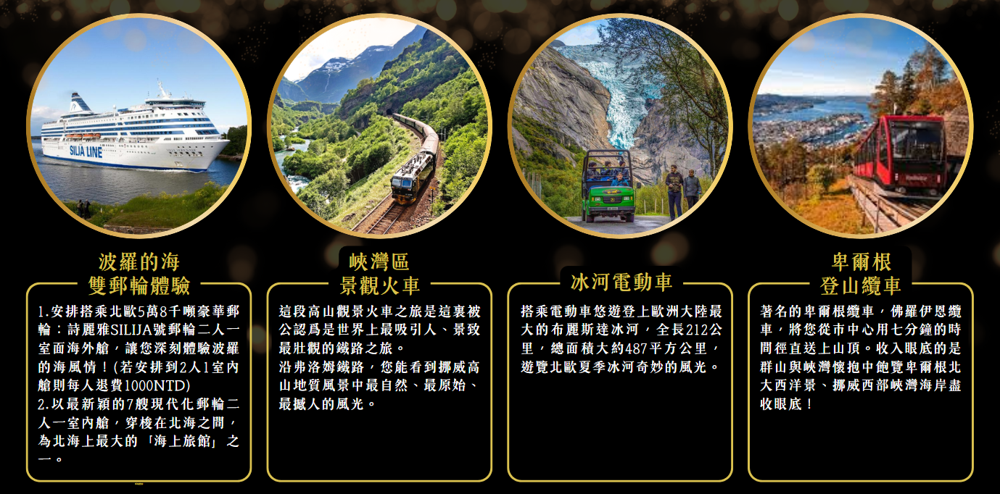 SILJA LINE
波羅的海
雙郵輪體驗
1.安排搭乘北歐5萬8千噸豪華郵
輪：詩麗雅SILIJA號郵輪二人一
室面海外艙，讓您深刻體驗波羅
的海風情！(若安排到2人1室內
艙則每人退費1000NTD)
2.以最新穎的7艘現代化郵輪二
人一室內艙，穿梭在北海之間，
為北海上最大的「海上旅館」之
一。
峽灣區
景觀火車
這段高山觀景火車之旅是這裏被
公認爲是世界上最吸引人、景致
最壯觀的鐵路之旅。
沿弗洛姆鐵路，您能看到挪威高
山地質風景中最自然、最原始、
最撼人的風光。
冰河電動車
搭乘電動車悠遊登上歐洲大陸最
大的布麗斯達冰河，全長212公
里，總面積大約487平方公里，
遊覽北歐夏季冰河奇妙的風光。
卑爾根
登山纜車
著名的卑爾根纜車，佛羅伊恩纜
車，將您從市中心用七分鐘的時
間徑直送上山頂。收入眼底的是
群山與峽灣懷抱中飽覽卑爾根北
大西洋景、挪威西部峽灣海岸盡
收眼底！